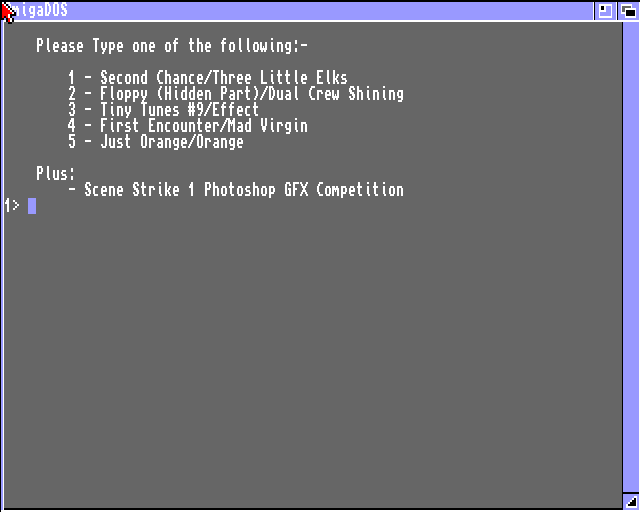 migaDOS
Please Type one of the following:-
1 - Second Chance/Three Little Elks
2 - Floppy (Hidden Part)/Dual Crew Shining
3 - Tiny Tunes #9/Effect
4 - First Encounter/Mad Virgin
5 - Just Orange/Orange
Plus:
- Scene Strike 1 Photoshop GFX Competition
1>